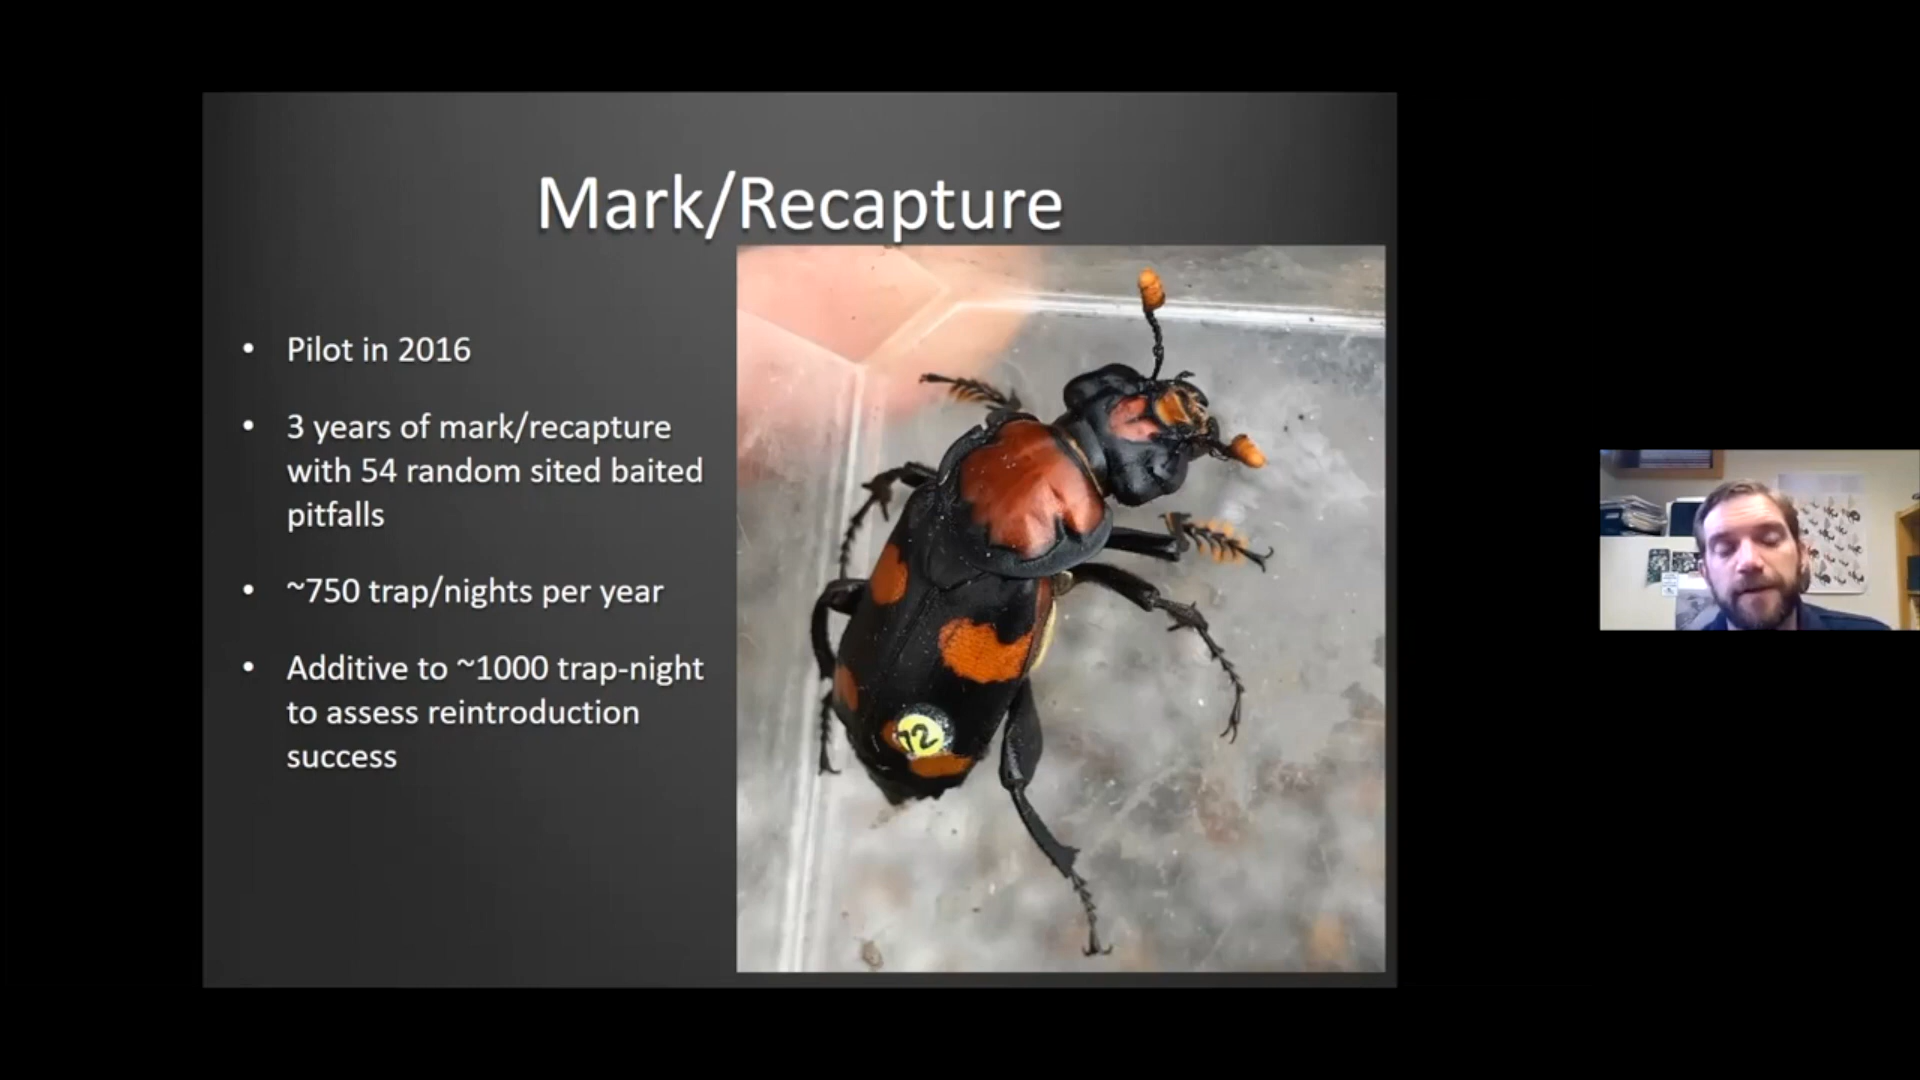 Mark/Recapture
• Pilot in 2016
• 3 years of mark/recapture
with 54 random sited baited
pitfalls
• ~750 trap/nights per year
• Additive to ~1000 trap-night
to assess reintroduction
success
72